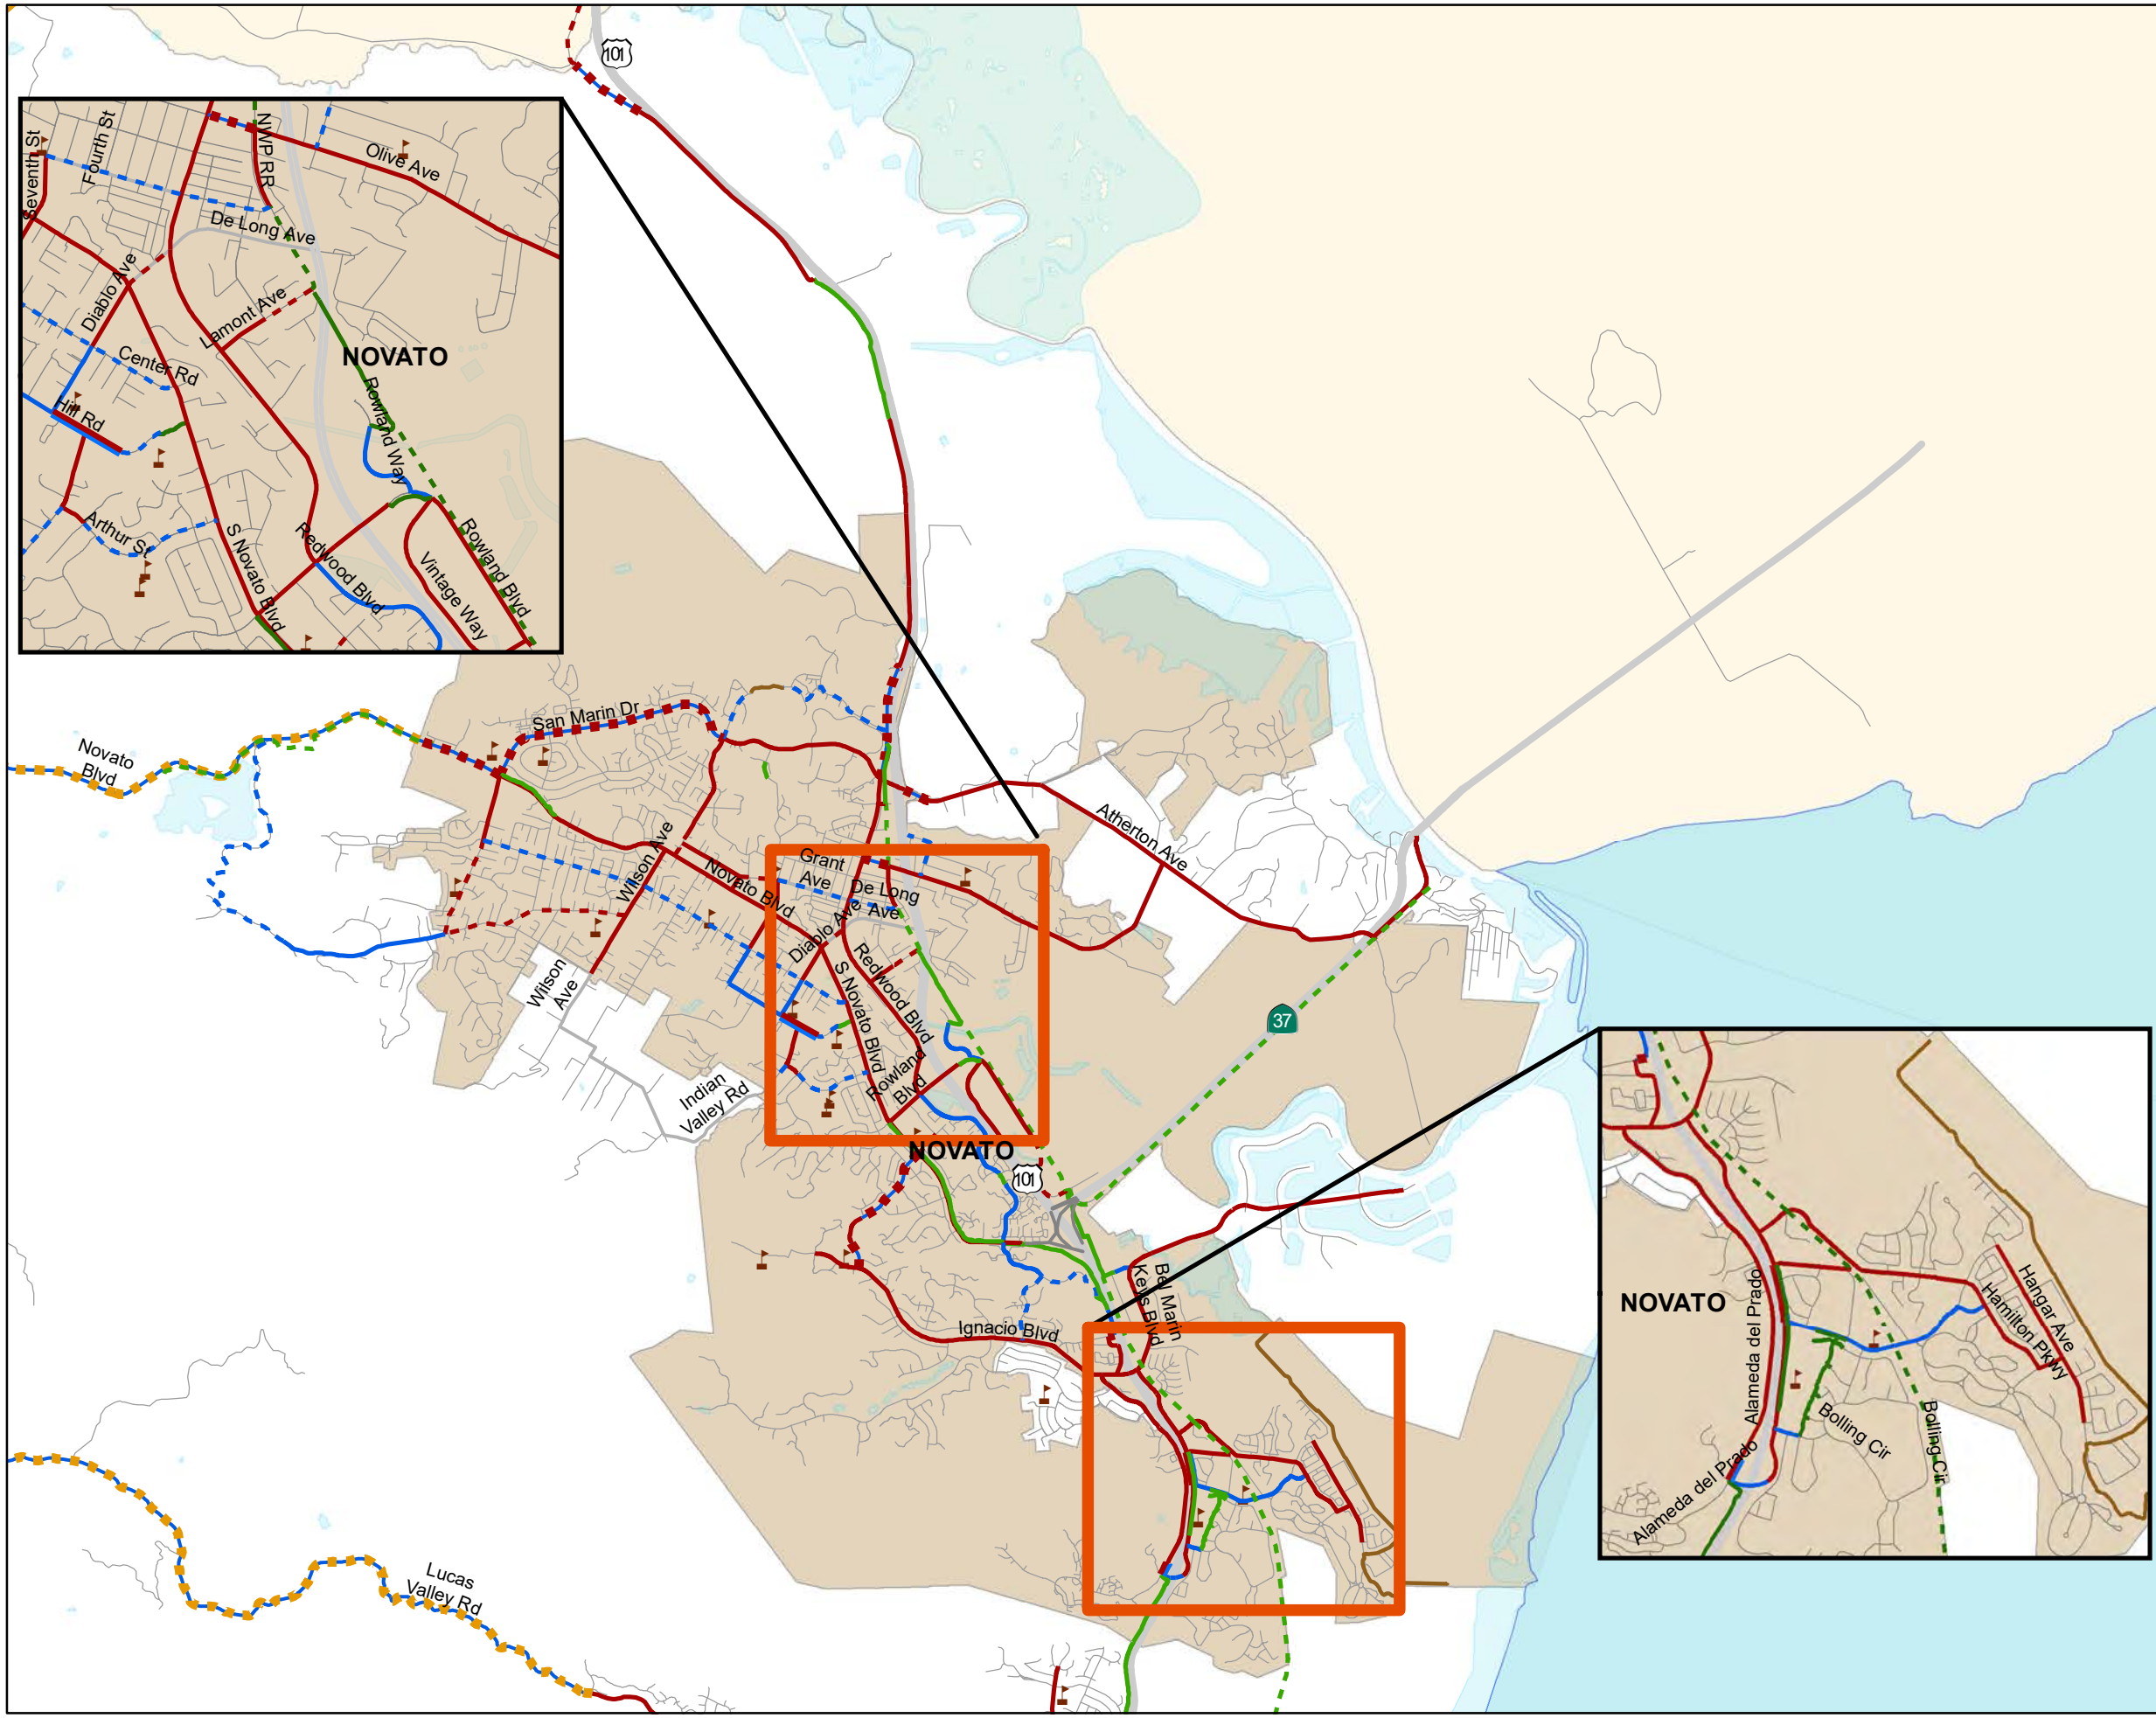 101
Seventh St
Fourth St
NWP RR
Olive Ave
De Long Ave
Diablo Ave
Lamont Ave
NOVATO
Center Rd
Rowland Way
Hill Rd
Arthur St
S Novato Blvd
Redwood Blvd
Vintage Way
Rowland Blvd
San Marin Dr
Novato
Blvd
Atherton Ave
Wilson Ave
Novato Blvd
Grant
Ave
De Long
Ave
Diablo Ave
Redwood Blvd
S Novato Blvd
Wilson
Ave
Rowland
Blvd
Indian
Valley Rd
37
NOVATO
101
Bel Marin
Keys Blvd
Ignacio Blvd
NOVATO
Alameda del Prado
Hangar Ave
Hamilton Pkwy
Bolling Cir
Bolling Cir
Alameda del Prado
Lucas
Valley Rd